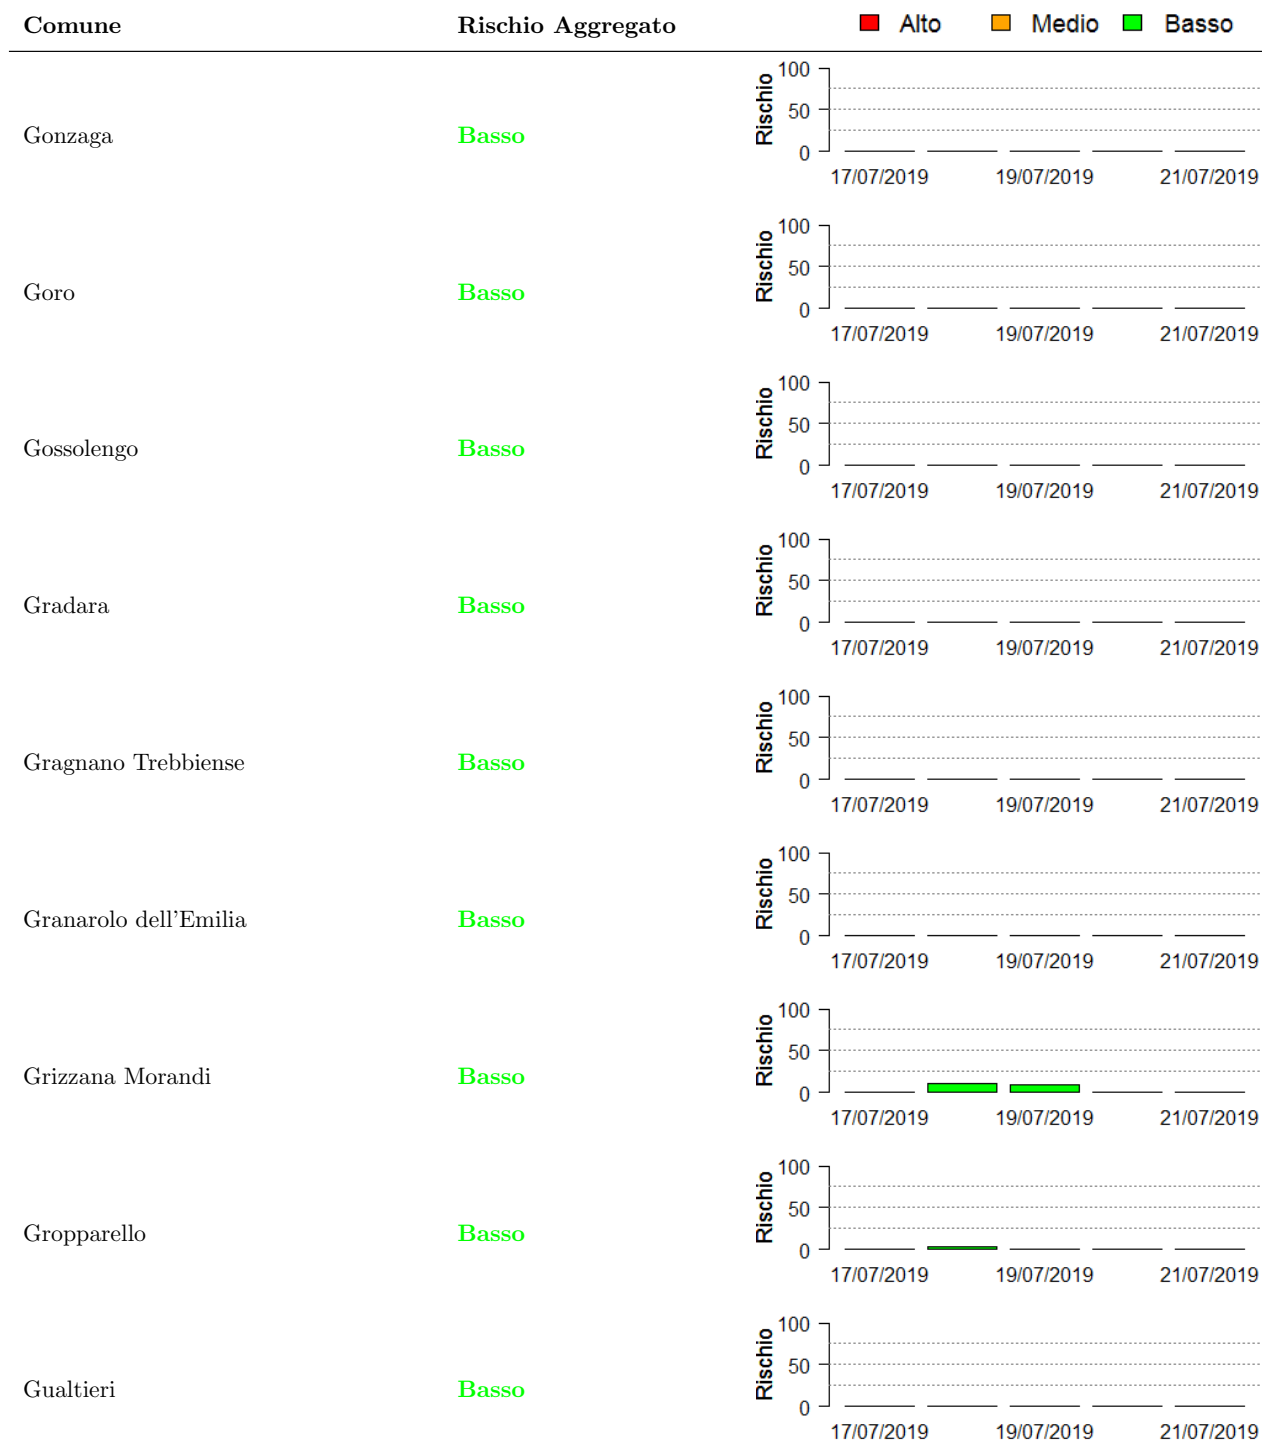 Comune Rischio Aggregato Alto Medio Basso
Gonzaga Basso Rischio 100 50 0
17/07/2019 19/07/2019 21/07/2019
Goro Basso Rischio 100 50 0
17/07/2019 19/07/2019 21/07/2019
Gossolengo Basso Rischio 100 50 0
17/07/2019 19/07/2019 21/07/2019
Gradara Basso Rischio 100 50 0
17/07/2019 19/07/2019 21/07/2019
Gragnano Trebbiense Basso Rischio 100 50 0
17/07/2019 19/07/2019 21/07/2019
Granarolo dell'Emilia Basso Rischio 100 50 0
17/07/2019 19/07/2019 21/07/2019
Grizzana Morandi Basso Rischio 100 50 0
17/07/2019 19/07/2019 21/07/2019
Gropparello Basso Rischio 100 50 0
17/07/2019 19/07/2019 21/07/2019
Gualtieri Basso Rischio 100 50 0
17/07/2019 19/07/2019 21/07/2019